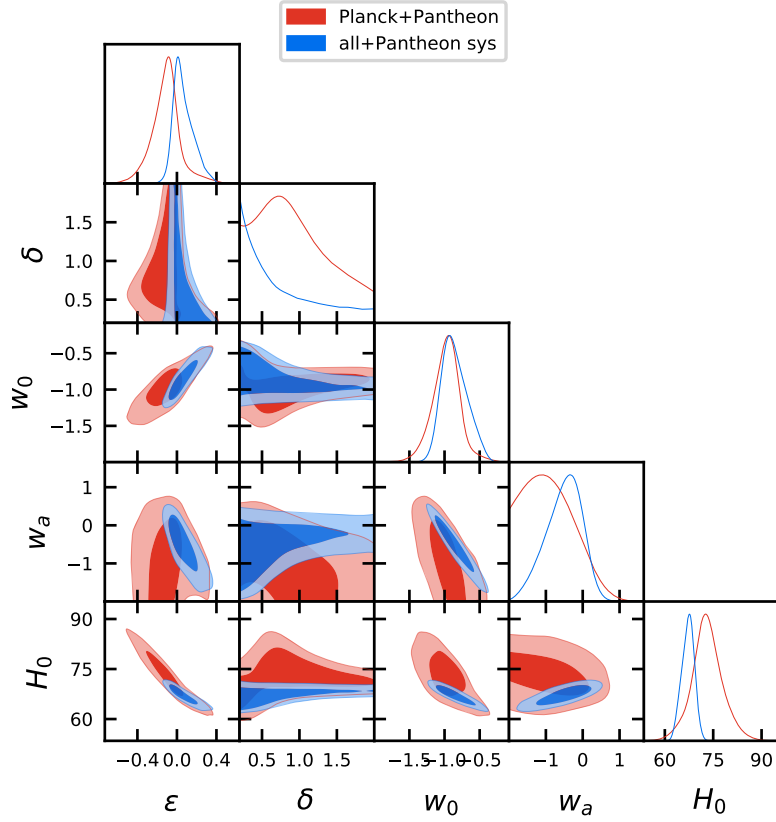 Planck+Pantheon
all+Pantheon sys
δ
1.5
1.0
0.5
w₀
−0.5
−1.0
−1.5
wₐ
1
0
−1
H₀
90
75
60
−0.4 0.0 0.4
0.5 1.0 1.5
−1.5 −1.0 −0.5
−1 0 1
60 75 90
ε δ w₀ wₐ H₀